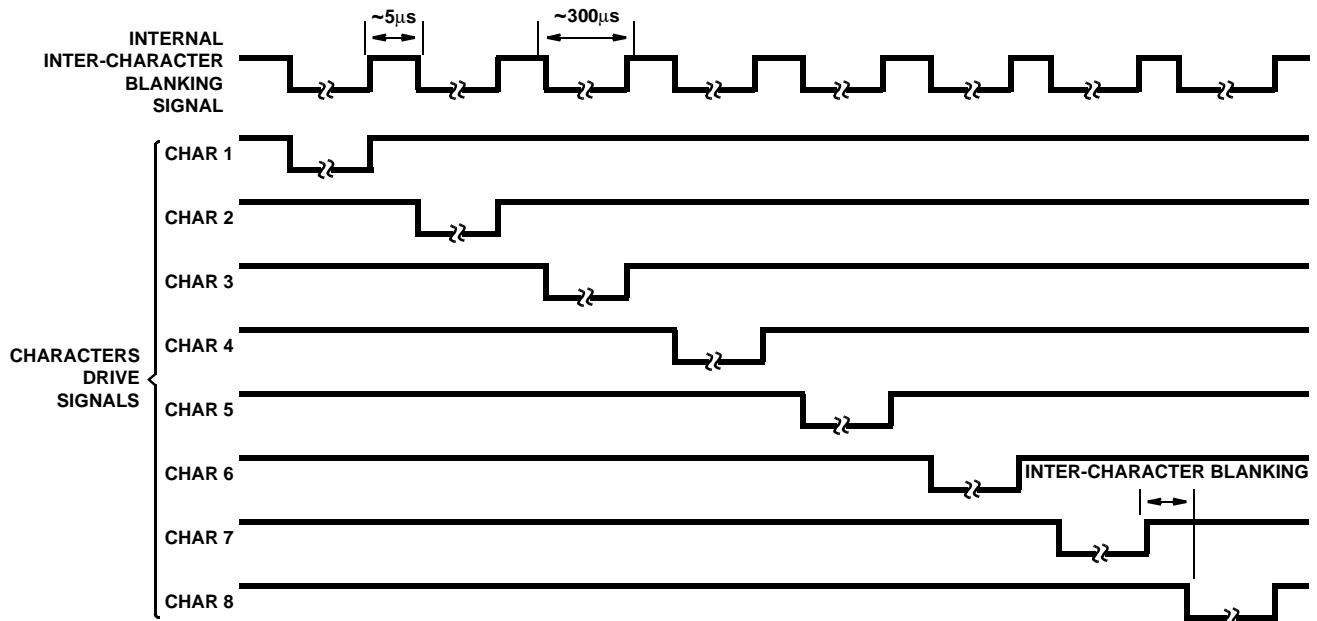 ~5μs
~300μs
INTERNAL
INTER-CHARACTER
BLANKING
SIGNAL
CHAR 1
CHAR 2
CHAR 3
CHAR 4
CHARACTERS
DRIVE
SIGNALS
CHAR 5
CHAR 6
INTER-CHARACTER BLANKING
CHAR 7
CHAR 8